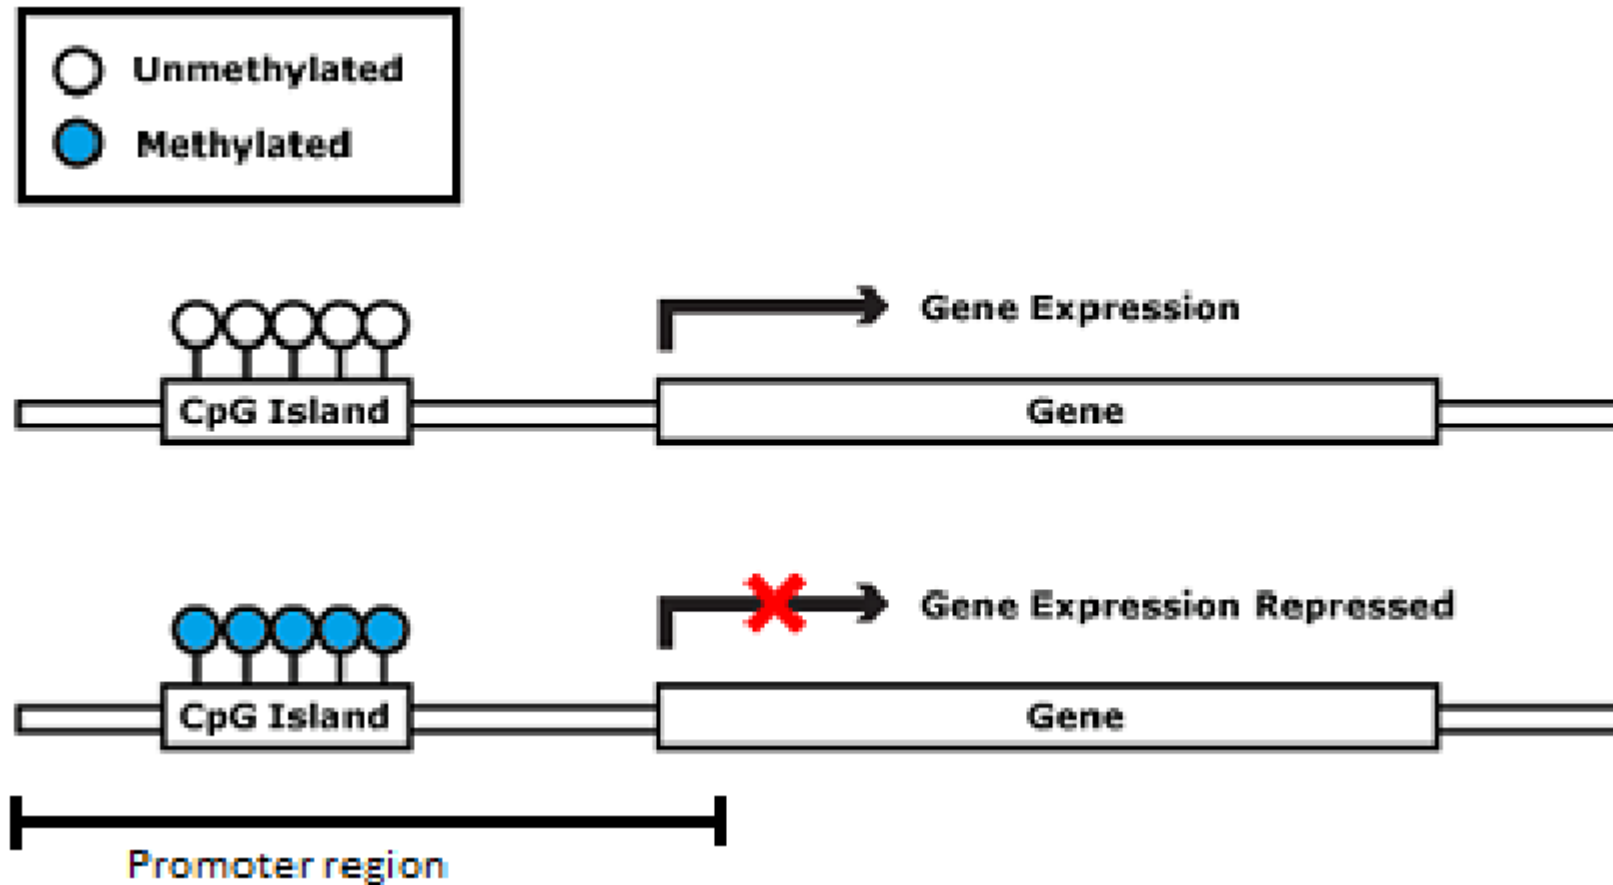 Unmethylated
Methylated
Gene Expression
CpG Island
Gene
Gene Expression Repressed
CpG Island
Gene
Promoter region